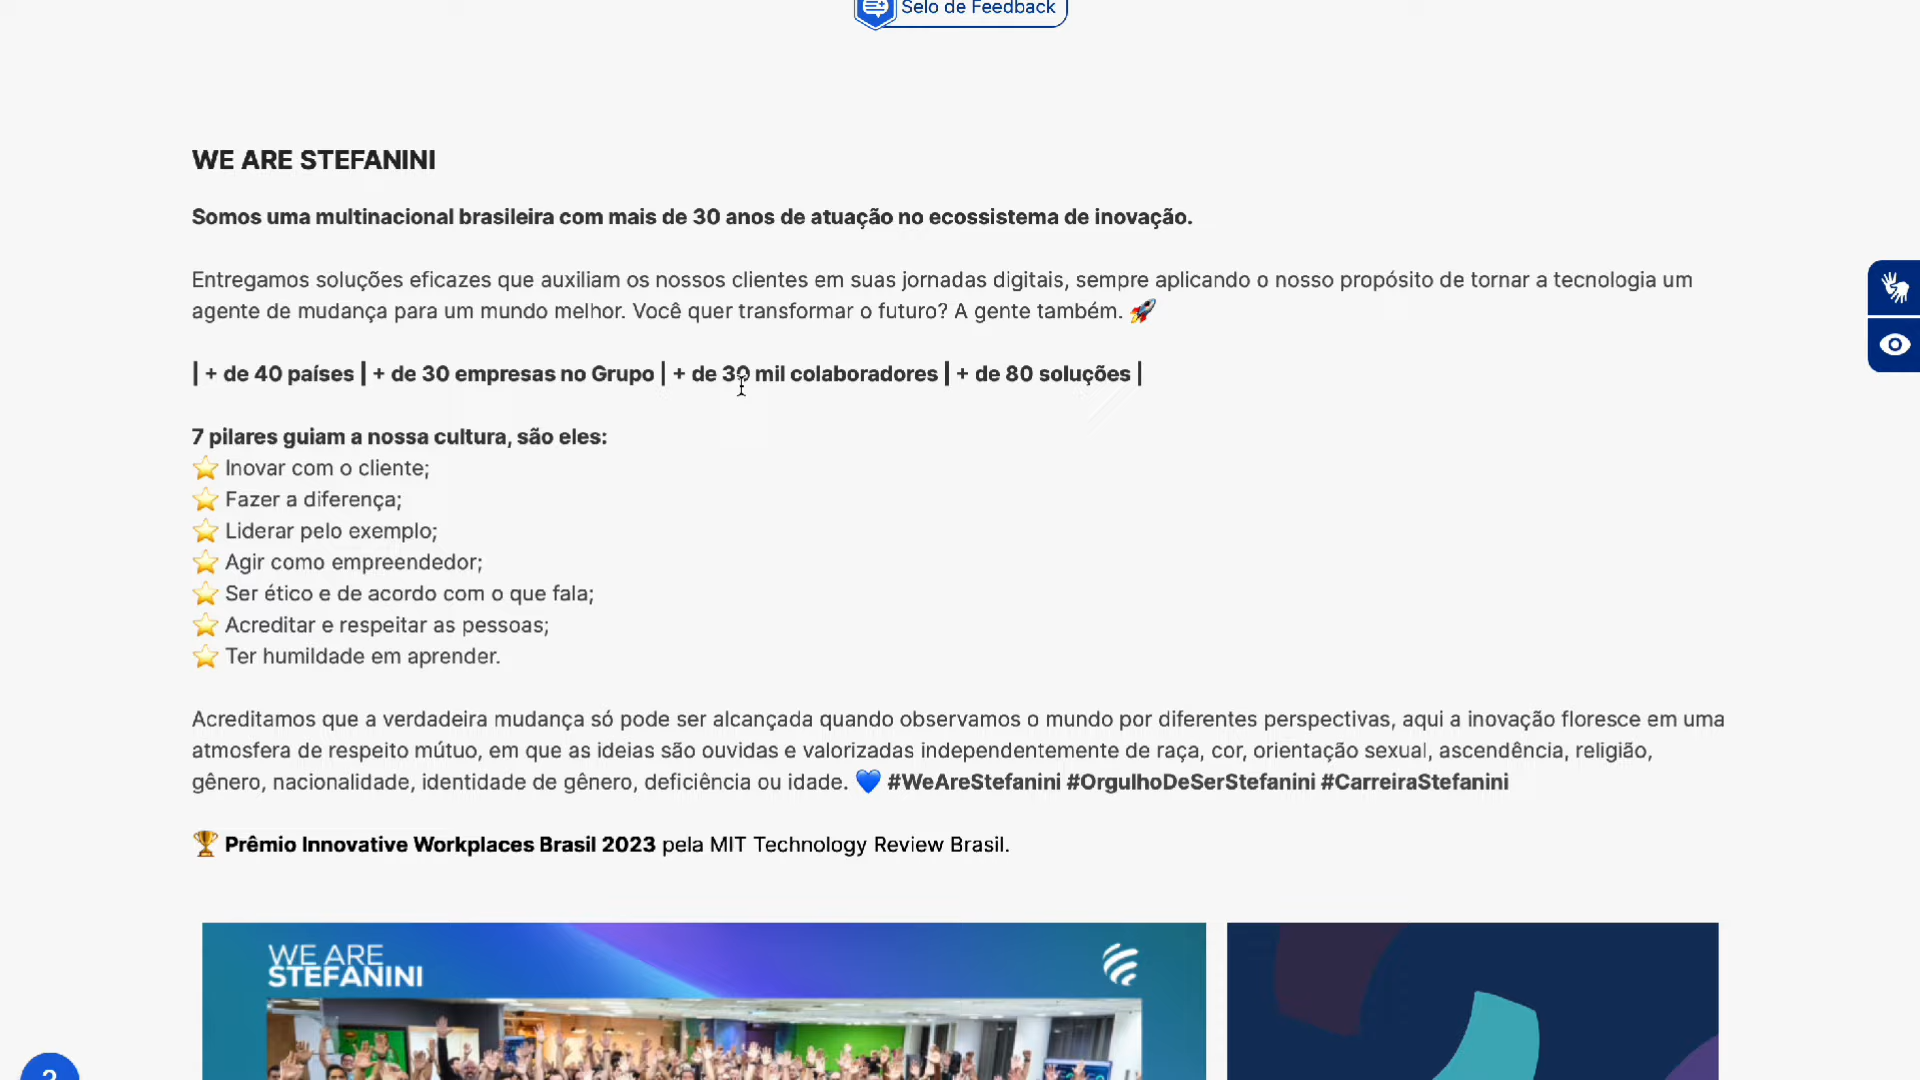 Selo de Feedback
WE ARE STEFANINI
Somos uma multinacional brasileira com mais de 30 anos de atuação no ecossistema de inovação.
Entregamos soluções eficazes que auxiliam os nossos clientes em suas jornadas digitais, sempre aplicando o nosso propósito de tornar a tecnologia um
agente de mudança para um mundo melhor. Você quer transformar o futuro? A gente também. 🚀
| + de 40 países | + de 30 empresas no Grupo | + de 30 mil colaboradores | + de 80 soluções |
7 pilares guiam a nossa cultura, são eles:
⭐ Inovar com o cliente;
⭐ Fazer a diferença;
⭐ Liderar pelo exemplo;
⭐ Agir como empreendedor;
⭐ Ser ético e de acordo com o que fala;
⭐ Acreditar e respeitar as pessoas;
⭐ Ter humildade em aprender.
Acreditamos que a verdadeira mudança só pode ser alcançada quando observamos o mundo por diferentes perspectivas, aqui a inovação floresce em uma
atmosfera de respeito mútuo, em que as ideias são ouvidas e valorizadas independentemente de raça, cor, orientação sexual, ascendência, religião,
gênero, nacionalidade, identidade de gênero, deficiência ou idade. 💙 #WeAreStefanini #OrgulhoDeSerStefanini #CarreiraStefanini
🏆 Prêmio Innovative Workplaces Brasil 2023 pela MIT Technology Review Brasil.
WE ARE
STEFANINI